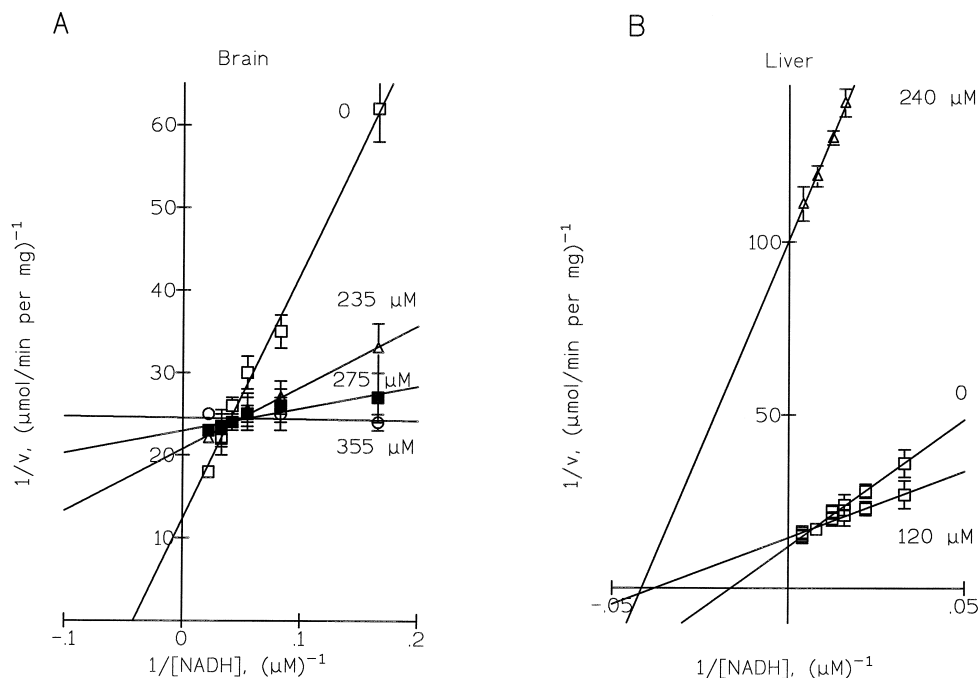 A
Brain
0
60
50
40
30
20
10
235 µM
275 µM
355 µM
-.1
0
.1
.2
1/v, (µmol/min per mg)⁻¹
1/[NADH], (µM)⁻¹
B
Liver
240 µM
100
50
0
120 µM
-.05
.05
1/v, (µmol/min per mg)⁻¹
1/[NADH], (µM)⁻¹